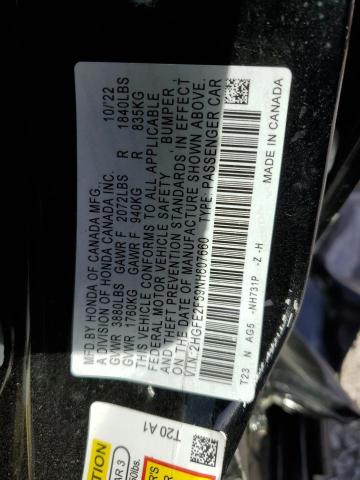 MFD BY HONDA OF CANADA MFG. 10/'22
A DIVISION OF HONDA CANADA INC.
GVWR 3880LBS GAWR F 2072LBS R 1840LBS
GVWR 1760KG GAWR F 940KG R 835KG
THIS VEHICLE CONFORMS TO ALL APPLICABLE
FEDERAL MOTOR VEHICLE SAFETY BUMPER,
AND THEFT PREVENTION STANDARDS IN EFFECT
ON THE DATE OF MANUFACTURE SHOWN ABOVE.
VIN: 2HGFE2F59NH607660 TYPE:PASSENGER CAR
T23 N AG5 -NH731P -Z -H MADE IN CANADA
T20 A1
AR 3